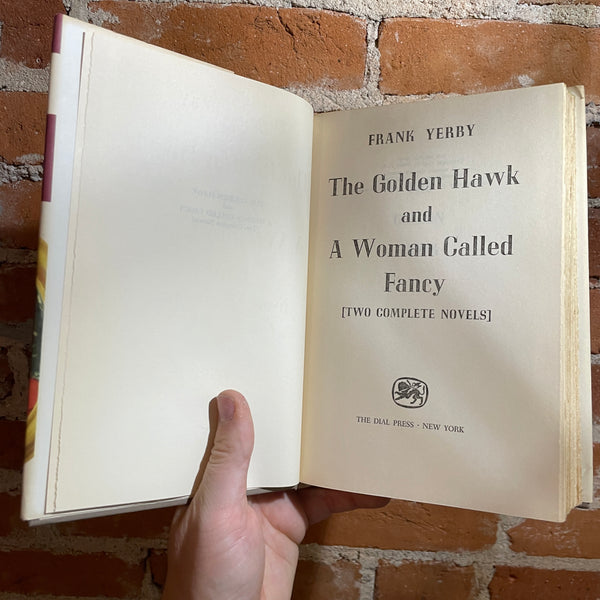 FRANK YERBY
The Golden Hawk
and
A Woman Called
Fancy
[TWO COMPLETE NOVELS]
THE DIAL PRESS · NEW YORK